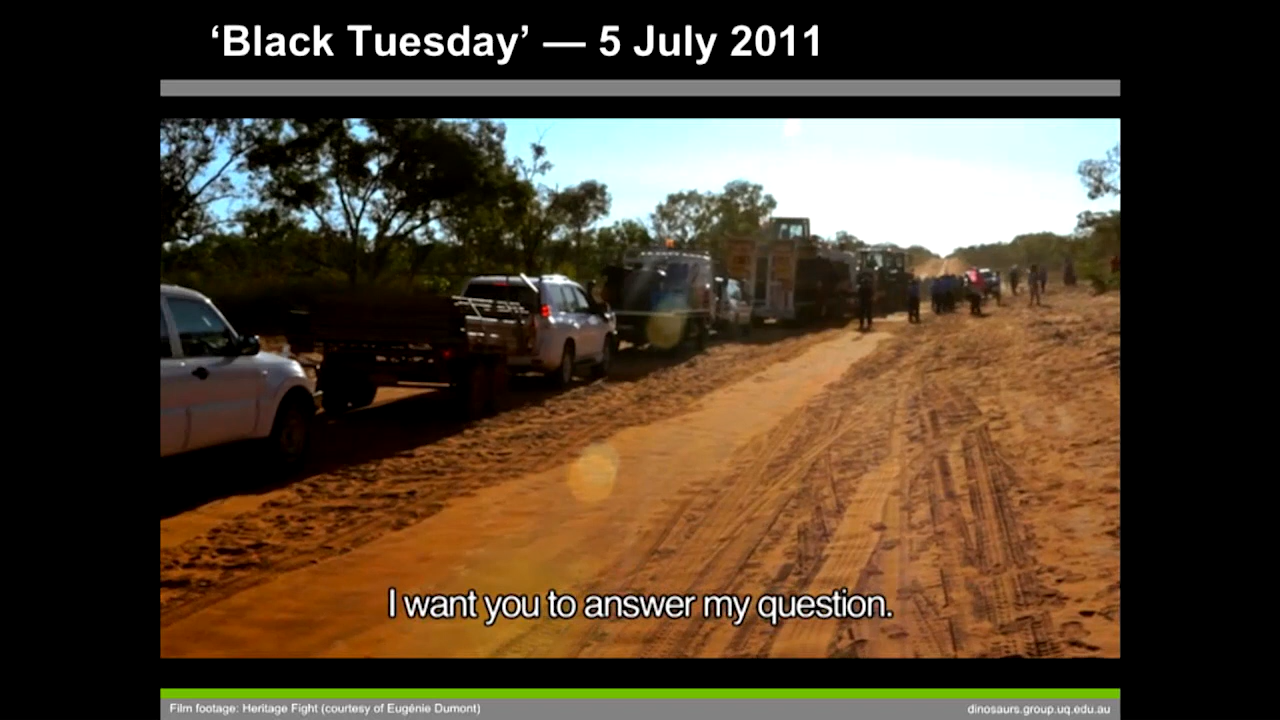 ‘Black Tuesday’ — 5 July 2011
I want you to answer my question.
Film footage: Heritage Fight (courtesy of Eugénie Dumont)
dinosaurs.group.uq.edu.au